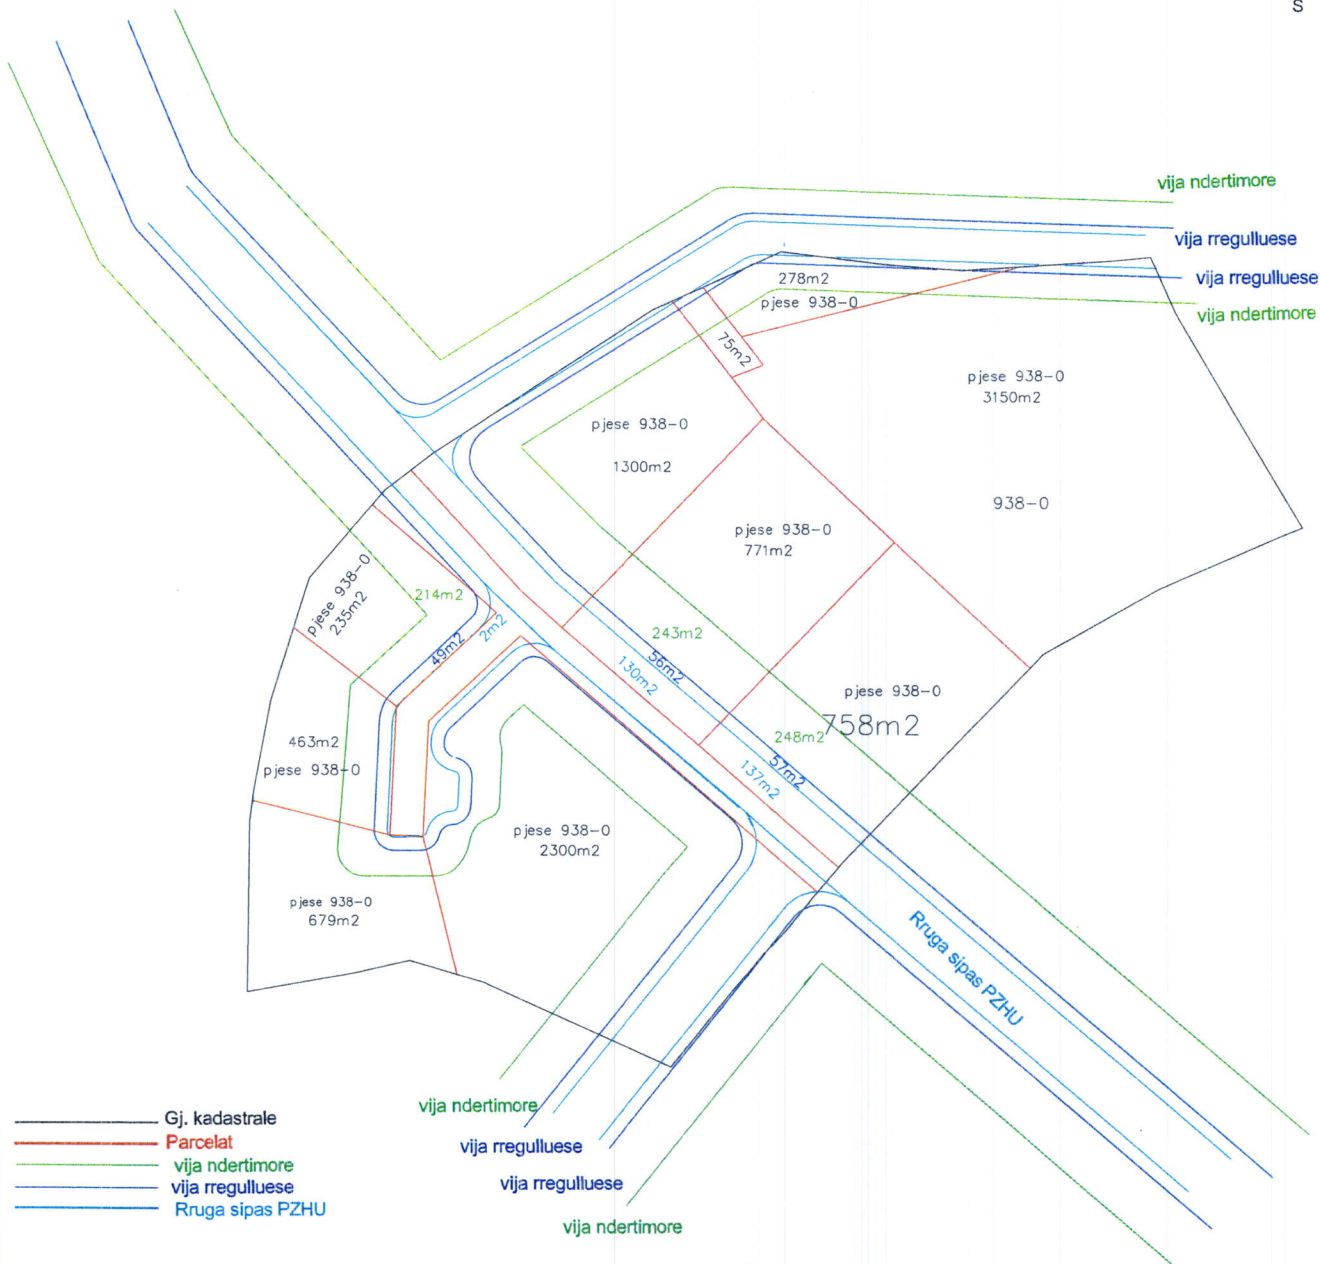 S
vija ndertimore
vija rregulluese
vija rregulluese
vija ndertimore
278m2
pjese 938-0
75m2
pjese 938-0
3150m2
pjese 938-0
1300m2
938-0
pjese 938-0
771m2
pjese 938-0
235m2
214m2
49m2
2m2
243m2
56m2
130m2
pjese 938-0
758m2
248m2
57m2
137m2
463m2
pjese 938-0
pjese 938-0
2300m2
pjese 938-0
679m2
Rruga sipas PZHU
vija ndertimore
vija rregulluese
vija rregulluese
vija ndertimore
Gj. kadastrale
Parcelat
vija ndertimore
vija rregulluese
Rruga sipas PZHU